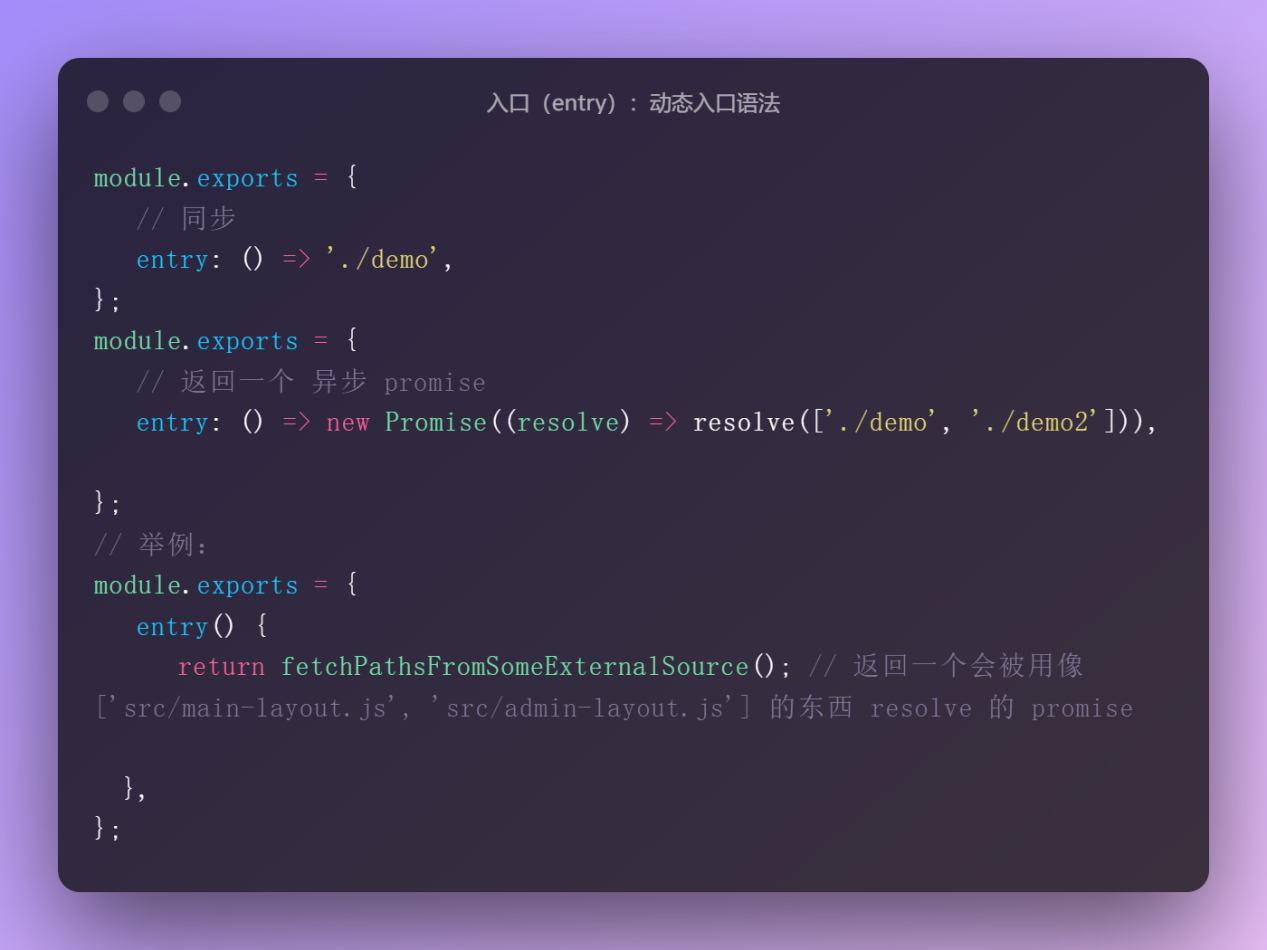 入口（entry）：动态入口语法
module.exports = {
   // 同步
   entry: () => './demo',
};
module.exports = {
   // 返回一个 异步 promise
   entry: () => new Promise((resolve) => resolve(['./demo', './demo2'])),
};
// 举例：
module.exports = {
   entry() {
      return fetchPathsFromSomeExternalSource(); // 返回一个会被用像
['src/main-layout.js', 'src/admin-layout.js'] 的东西 resolve 的 promise
  },
};